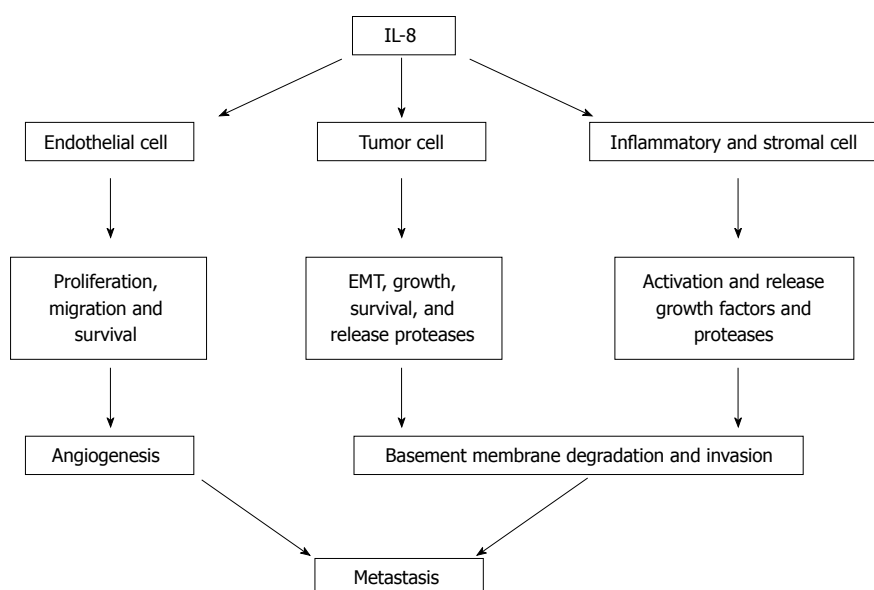 IL-8
Endothelial cell
Tumor cell
Inflammatory and stromal cell
Proliferation,
migration and
survival
EMT, growth,
survival, and
release proteases
Activation and release
growth factors and
proteases
Angiogenesis
Basement membrane degradation and invasion
Metastasis